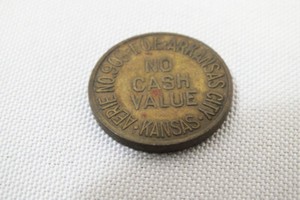 AERIE NO. ARKANSAS CITY
NO
CASH
VALUE
KANSAS